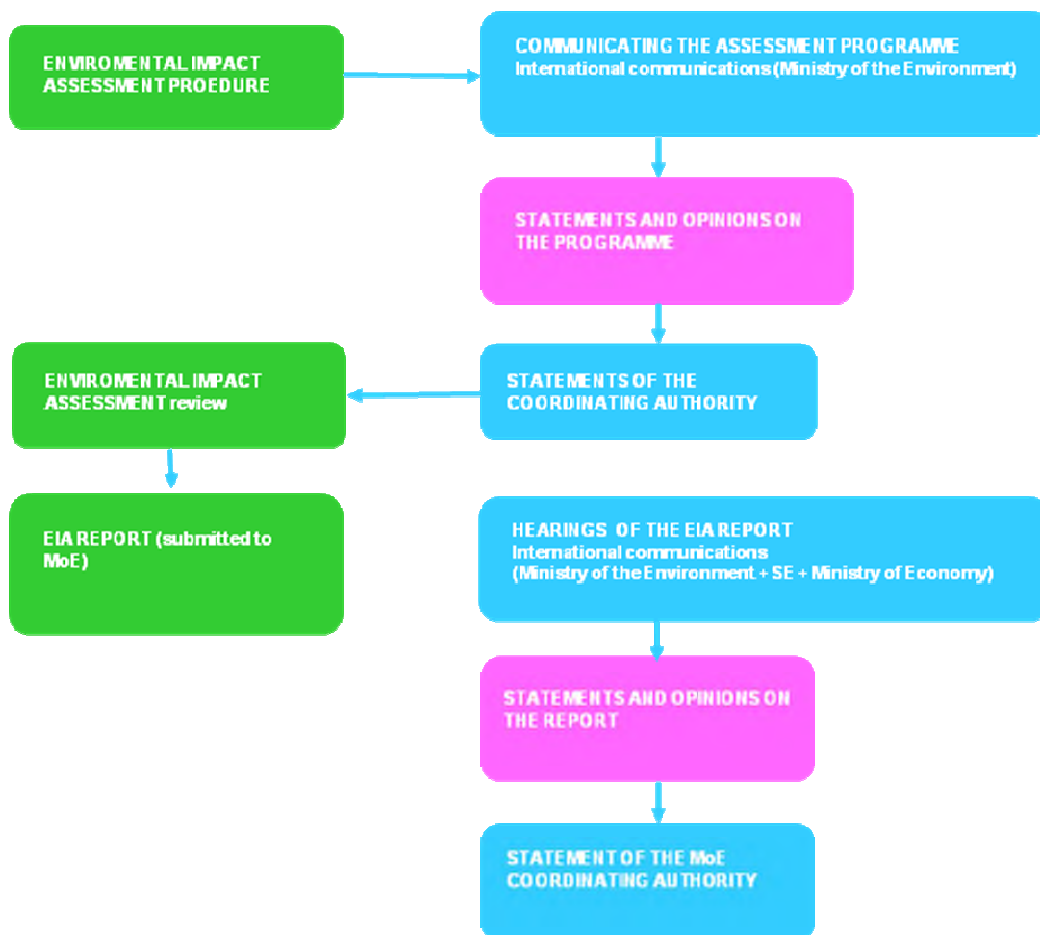 ENVIROMENTAL IMPACT
ASSESSMENT PROEDURE
COMMUNICATING THE ASSESSMENT PROGRAMME
International communications (Ministry of the Environment)
STATEMENTS AND OPINIONS ON
THE PROGRAMME
STATEMENTS OF THE
COORDINATING AUTHORITY
ENVIROMENTAL IMPACT
ASSESSMENT review
EIA REPORT (submitted to
MoE)
HEARINGS OF THE EIA REPORT
International communications
(Ministry of the Environment + SE + Ministry of Economy)
STATEMENTS AND OPINIONS ON
THE REPORT
STATEMENT OF THE MoE
COORDINATING AUTHORITY